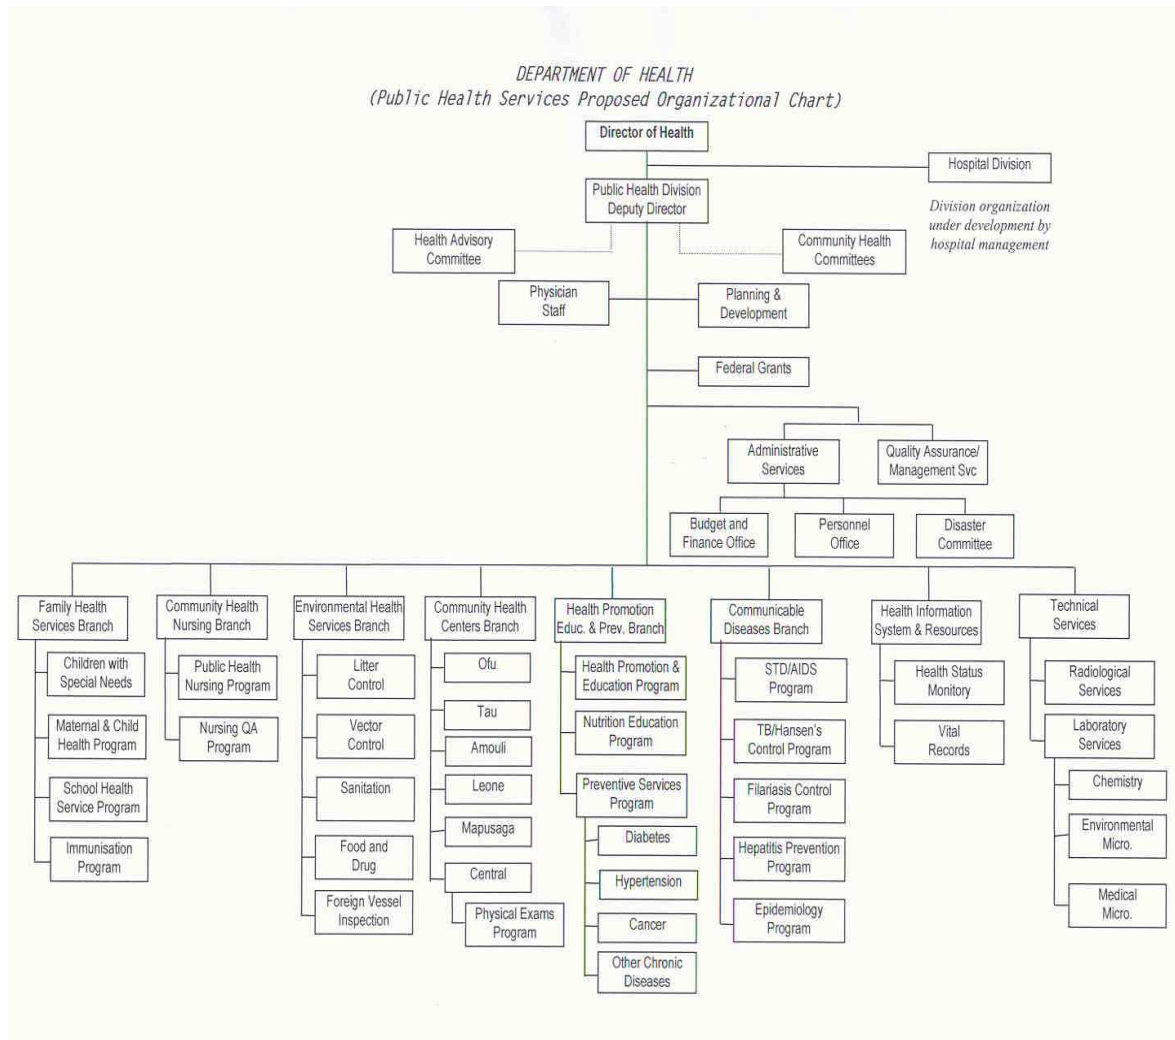 DEPARTMENT OF HEALTH
(Public Health Services Proposed Organizational Chart)
Director of Health
Hospital Division
Division organization
under development by
hospital management
Public Health Division
Deputy Director
Health Advisory
Committee
Community Health
Committees
Physician
Staff
Planning &
Development
Federal Grants
Administrative
Services
Quality Assurance/
Management Svc
Budget and
Finance Office
Personnel
Office
Disaster
Committee
Family Health
Services Branch
Children with
Special Needs
Maternal & Child
Health Program
School Health
Service Program
Immunisation
Program
Community Health
Nursing Branch
Public Health
Nursing Program
Nursing QA
Program
Environmental Health
Services Branch
Litter
Control
Vector
Control
Sanitation
Food and
Drug
Foreign Vessel
Inspection
Community Health
Centers Branch
Ofu
Tau
Amouli
Leone
Mapusaga
Central
Physical Exams
Program
Health Promotion
Educ. & Prev. Branch
Health Promotion &
Education Program
Nutrition Education
Program
Preventive Services
Program
Diabetes
Hypertension
Cancer
Other Chronic
Diseases
Communicable
Diseases Branch
STD/AIDS
Program
TB/Hansen's
Control Program
Filariasis Control
Program
Hepatitis Prevention
Program
Epidemiology
Program
Health Information
System & Resources
Health Status
Monitory
Vital
Records
Technical
Services
Radiological
Services
Laboratory
Services
Chemistry
Environmental
Micro.
Medical
Micro.